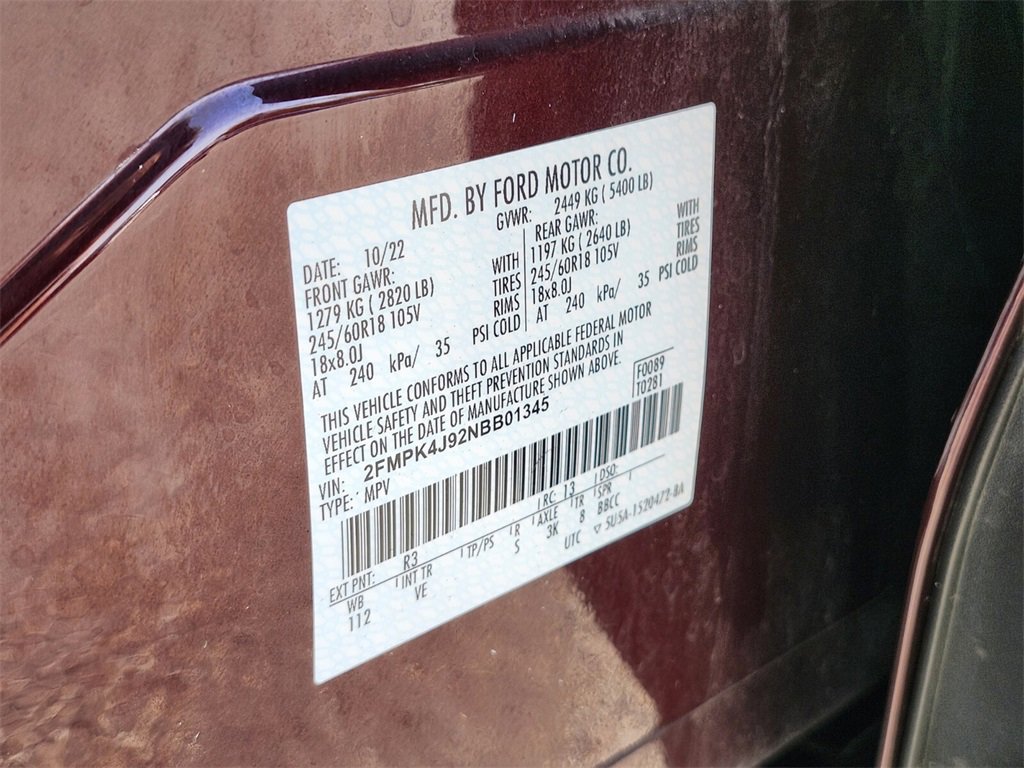 MFD. BY FORD MOTOR CO.
DATE: 10/22 GVWR: 2449 KG ( 5400 LB)
FRONT GAWR: REAR GAWR:
1279 KG ( 2820 LB) WITH 1197 KG ( 2640 LB) WITH
245/60R18 105V TIRES 245/60R18 105V TIRES
18x8.0J RIMS 18x8.0J RIMS
AT 240 kPa/ 35 PSI COLD AT 240 kPa/ 35 PSI COLD
THIS VEHICLE CONFORMS TO ALL APPLICABLE FEDERAL MOTOR
VEHICLE SAFETY AND THEFT PREVENTION STANDARDS IN
EFFECT ON THE DATE OF MANUFACTURE SHOWN ABOVE.
VIN: 2FMPK4J92NBB01345 F0089
TYPE: MPV T0281
EXT PNT: R3 RC: 13 DSO:
WB INT TR TP/PS R AXLE TR SPR
112 VE S 3K 8 BBCC
UTC ▽ 5U5A-1520472-BA